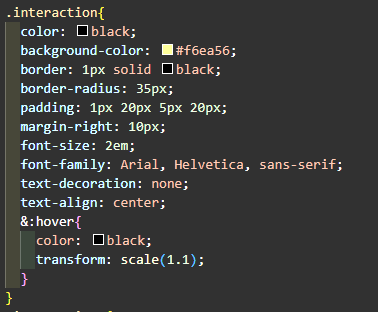 .interaction{
color: black;
background-color: #f6ea56;
border: 1px solid black;
border-radius: 35px;
padding: 1px 20px 5px 20px;
margin-right: 10px;
font-size: 2em;
font-family: Arial, Helvetica, sans-serif;
text-decoration: none;
text-align: center;
&:hover{
color: black;
transform: scale(1.1);
}
}